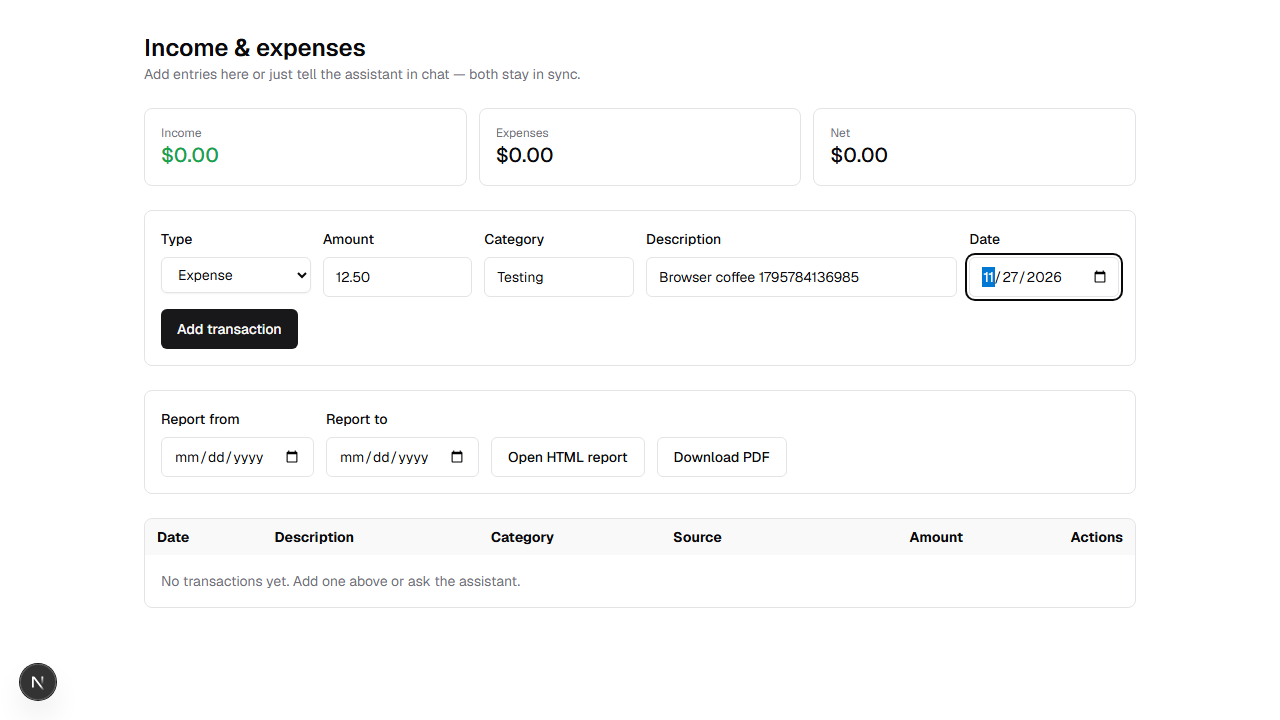 Income & expenses
Add entries here or just tell the assistant in chat — both stay in sync.
Income Expenses Net
$0.00 $0.00 $0.00
Type Amount Category Description Date
Expense 12.50 Testing Browser coffee 1795784136985 11/27/2026
Add transaction
Report from Report to
mm/dd/yyyy mm/dd/yyyy Open HTML report Download PDF
Date Description Category Source Amount Actions
No transactions yet. Add one above or ask the assistant.
N